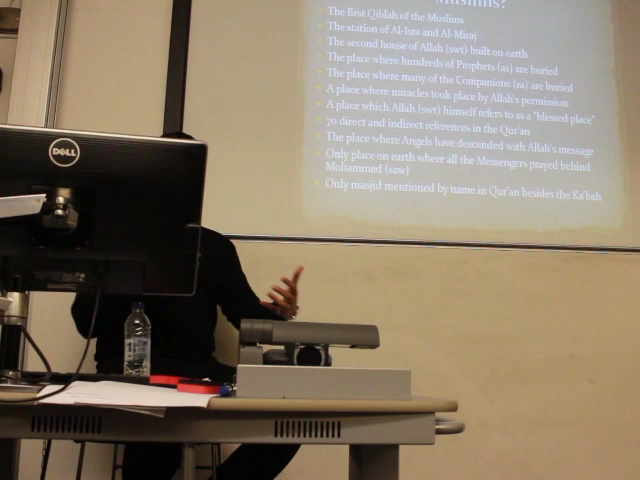 Muslims?
The first Qiblah of the Muslims
The station of Al-Isra and Al-Miraj
The second house of Allah (swt) built on earth
The place where hundreds of Prophets (as) are buried
The place where many of the Companions (ra) are buried
A place where miracles took place by Allah's permission
A place which Allah (swt) himself refers to as a "blessed place"
70 direct and indirect references in the Qur'an
The place where Angels have descended with Allah's message
Only place on earth where all the Messengers prayed behind
Mohammed (saw)
Only masjid mentioned by name in Qur'an besides the Ka'bah
DELL